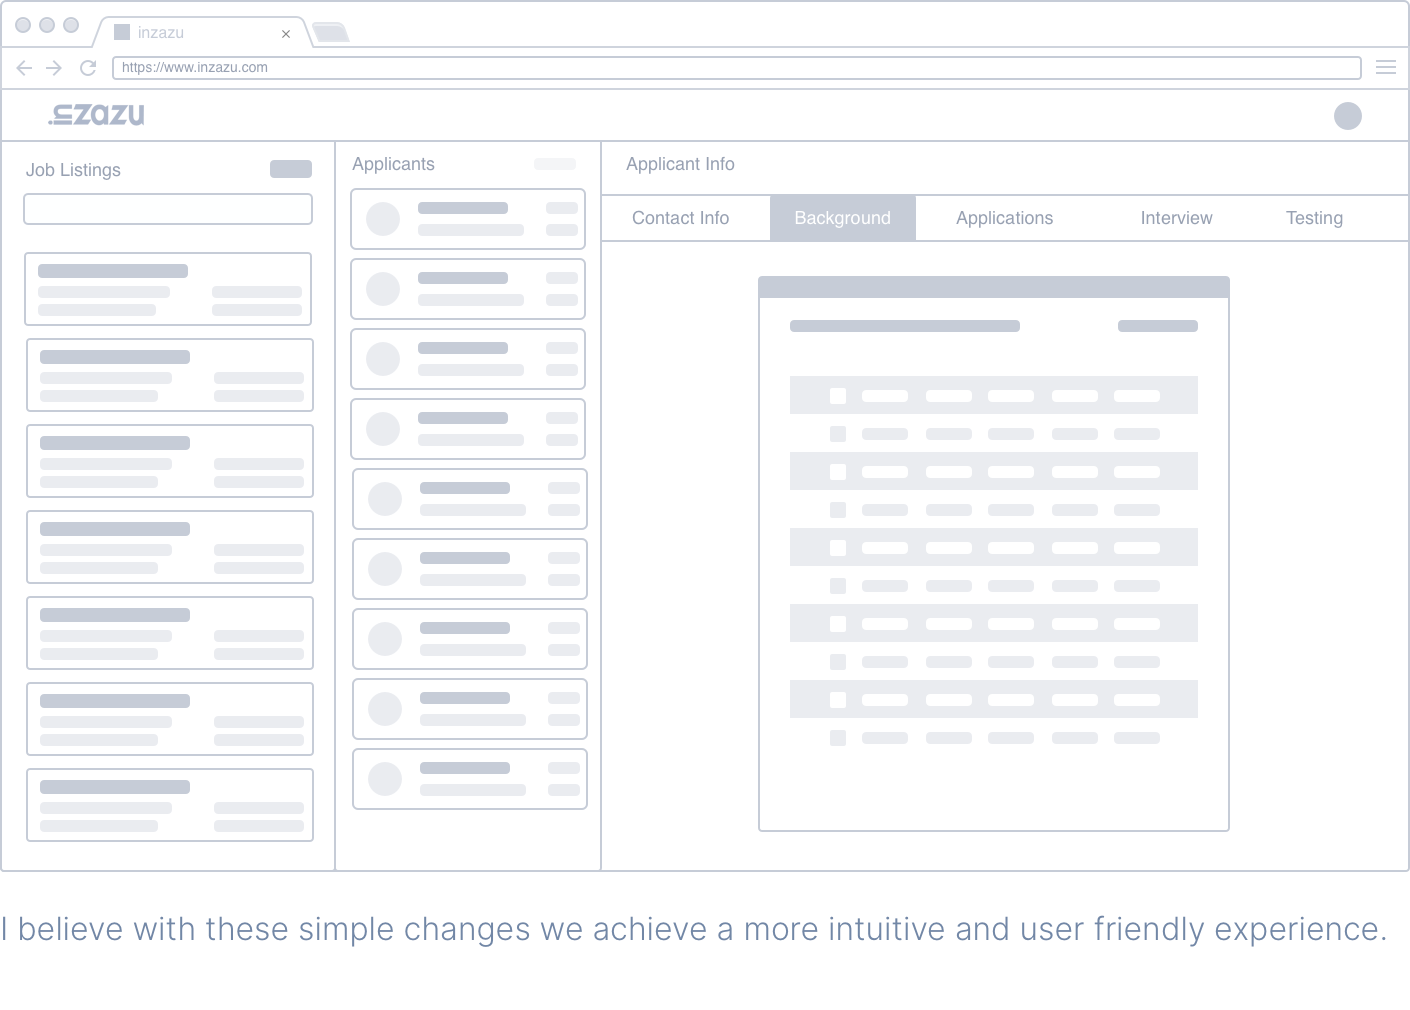 inzazu ×
https://www.inzazu.com
inzazu
Job Listings
Applicants
Applicant Info
Contact Info Background Applications Interview Testing
I believe with these simple changes we achieve a more intuitive and user friendly experience.